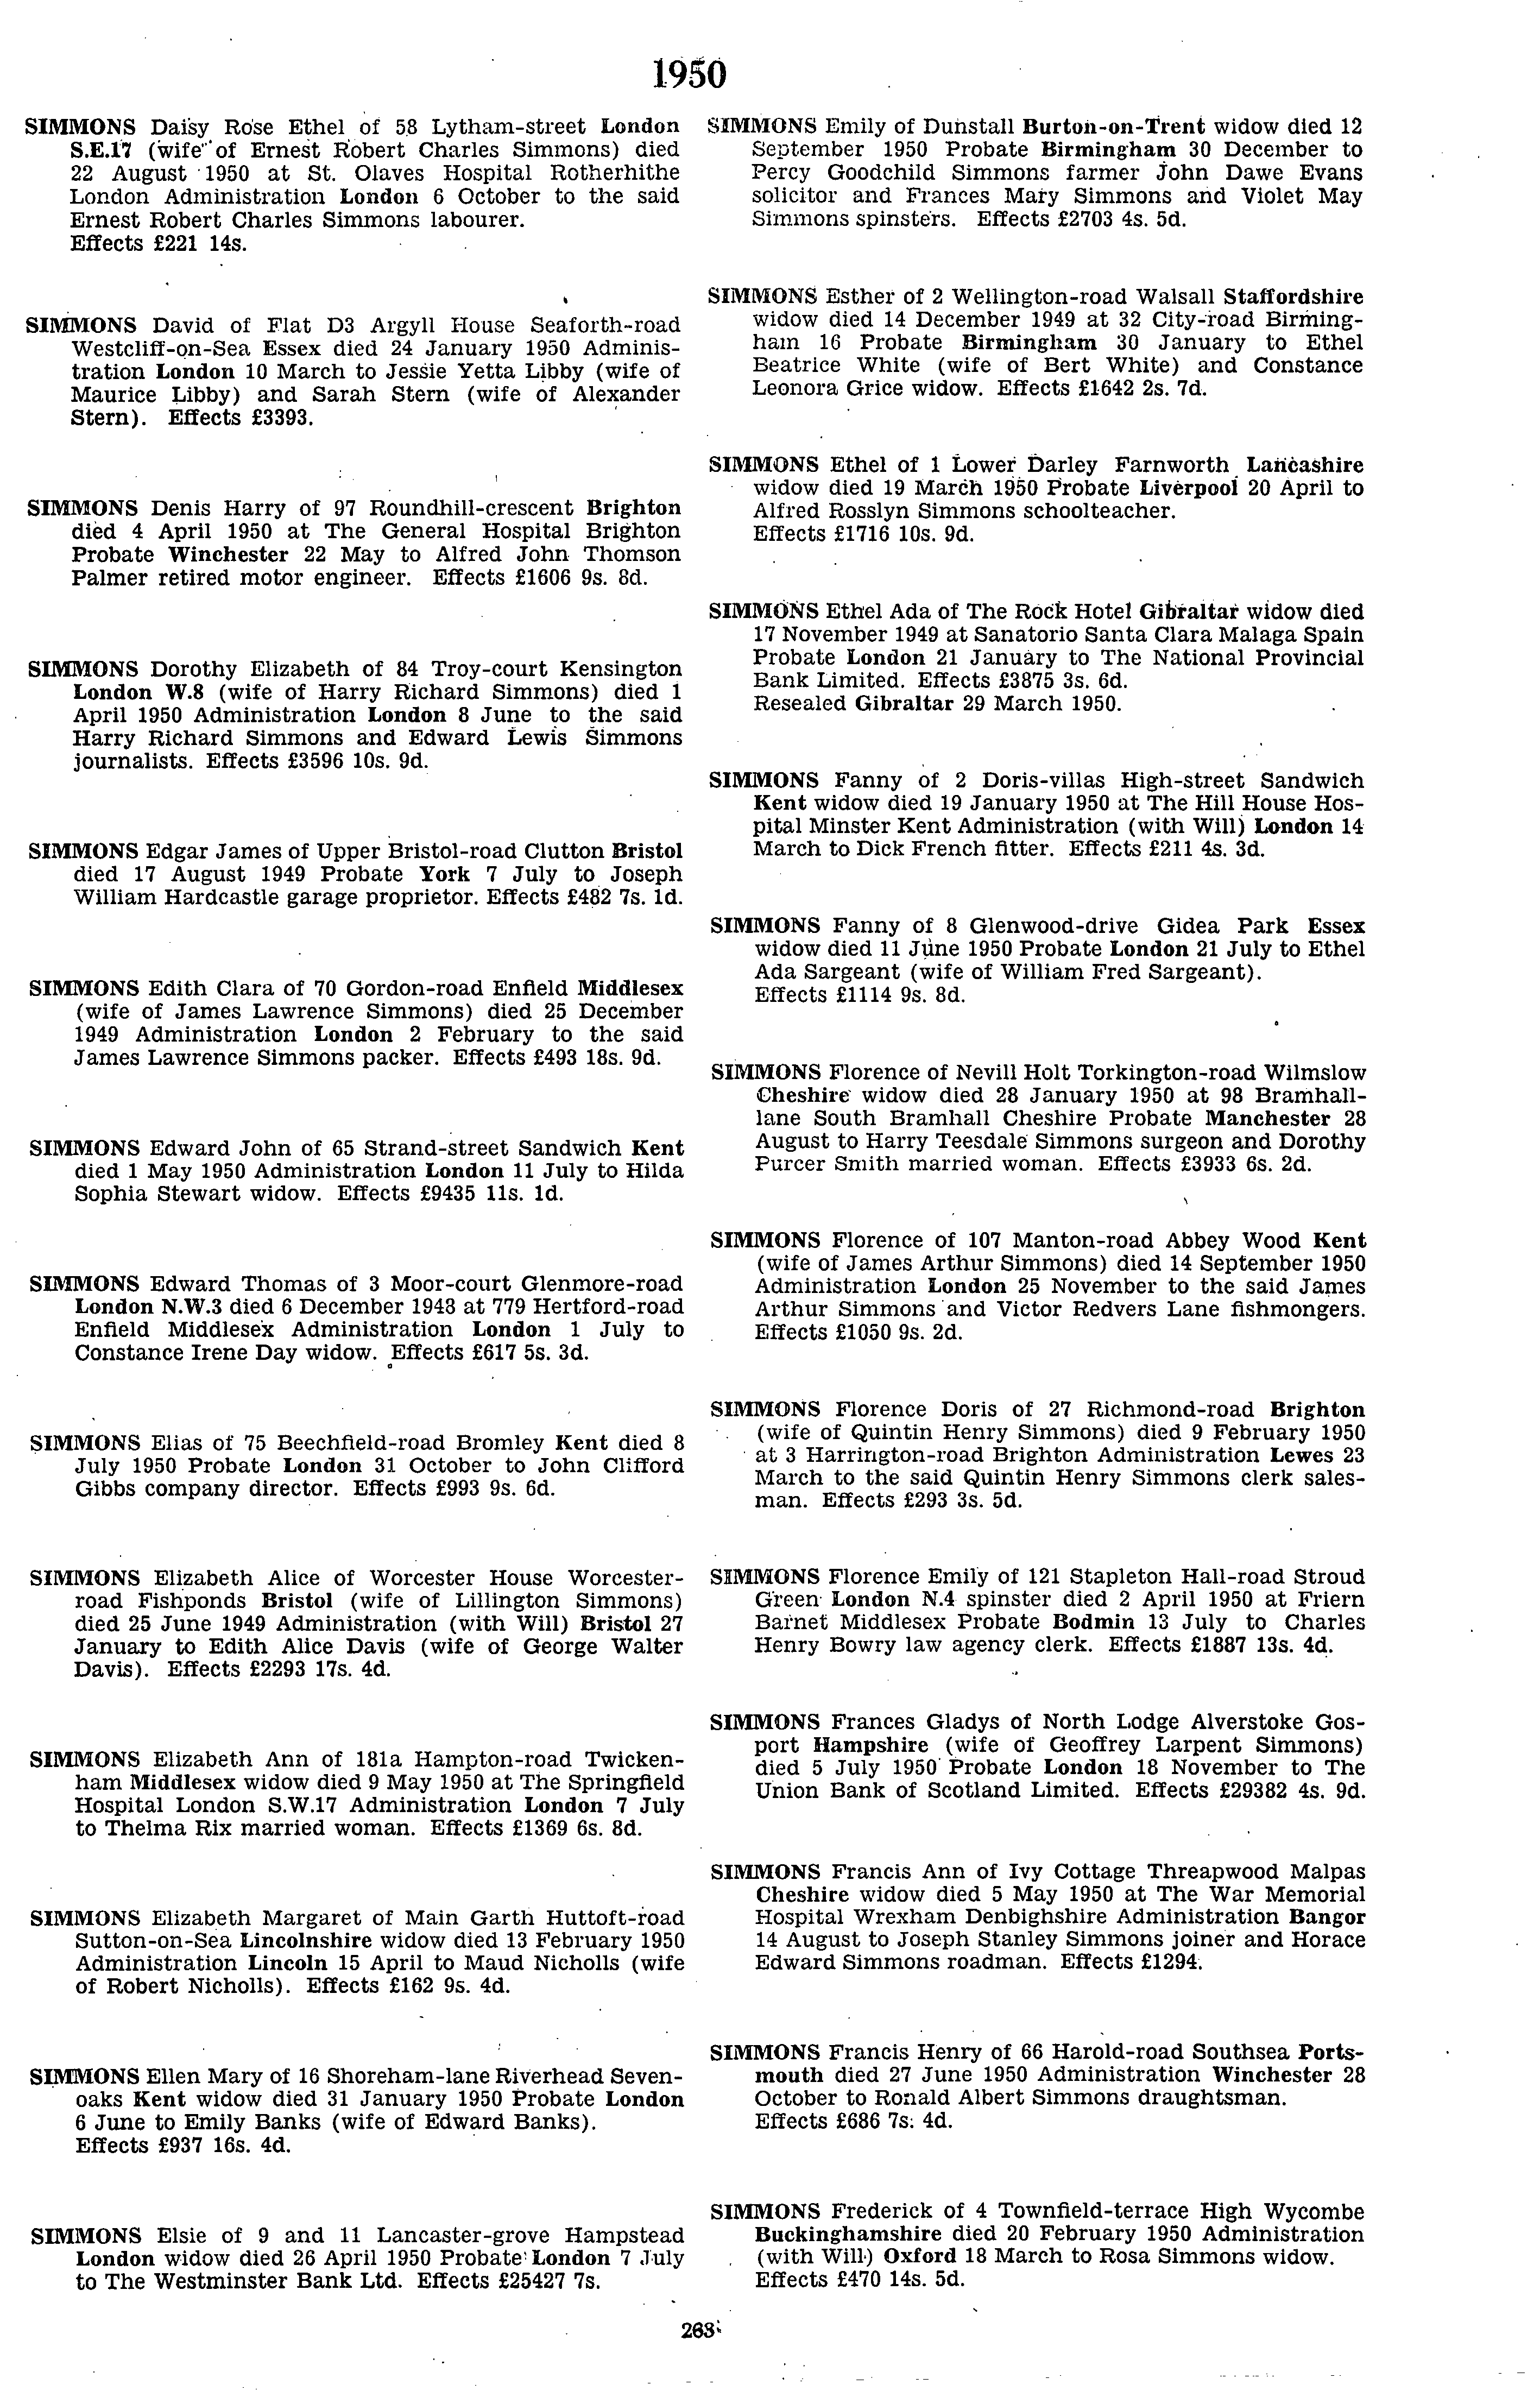 1950
SIMMONS Daisy Rose Ethel of 58 Lytham-street London
S.E.17 (wife of Ernest Robert Charles Simmons) died
22 August 1950 at St. Olaves Hospital Rotherhithe
London Administration London 6 October to the said
Ernest Robert Charles Simmons labourer.
Effects £221 14s.
SIMMONS David of Flat D3 Argyll House Seaforth-road
Westcliff-on-Sea Essex died 24 January 1950 Adminis-
tration London 10 March to Jessie Yetta Libby (wife of
Maurice Libby) and Sarah Stern (wife of Alexander
Stern). Effects £3393.
SIMMONS Denis Harry of 97 Roundhill-crescent Brighton
died 4 April 1950 at The General Hospital Brighton
Probate Winchester 22 May to Alfred John Thomson
Palmer retired motor engineer. Effects £1606 9s. 8d.
SIMMONS Dorothy Elizabeth of 84 Troy-court Kensington
London W.8 (wife of Harry Richard Simmons) died 1
April 1950 Administration London 8 June to the said
Harry Richard Simmons and Edward Lewis Simmons
journalists. Effects £3596 10s. 9d.
SIMMONS Edgar James of Upper Bristol-road Clutton Bristol
died 17 August 1949 Probate York 7 July to Joseph
William Hardcastle garage proprietor. Effects £482 7s. 1d.
SIMMONS Edith Clara of 70 Gordon-road Enfield Middlesex
(wife of James Lawrence Simmons) died 25 December
1949 Administration London 2 February to the said
James Lawrence Simmons packer. Effects £493 18s. 9d.
SIMMONS Edward John of 65 Strand-street Sandwich Kent
died 1 May 1950 Administration London 11 July to Hilda
Sophia Stewart widow. Effects £9435 11s. 1d.
SIMMONS Edward Thomas of 3 Moor-court Glenmore-road
London N.W.3 died 6 December 1948 at 779 Hertford-road
Enfield Middlesex Administration London 1 July to
Constance Irene Day widow. Effects £617 5s. 3d.
SIMMONS Elias of 75 Beechfield-road Bromley Kent died 8
July 1950 Probate London 31 October to John Clifford
Gibbs company director. Effects £993 9s. 6d.
SIMMONS Elizabeth Alice of Worcester House Worcester-
road Fishponds Bristol (wife of Lillington Simmons)
died 25 June 1949 Administration (with Will) Bristol 27
January to Edith Alice Davis (wife of George Walter
Davis). Effects £2293 17s. 4d.
SIMMONS Elizabeth Ann of 181a Hampton-road Twicken-
ham Middlesex widow died 9 May 1950 at The Springfield
Hospital London S.W.17 Administration London 7 July
to Thelma Rix married woman. Effects £1369 6s. 8d.
SIMMONS Elizabeth Margaret of Main Garth Huttoft-road
Sutton-on-Sea Lincolnshire widow died 13 February 1950
Administration Lincoln 15 April to Maud Nicholls (wife
of Robert Nicholls). Effects £162 9s. 4d.
SIMMONS Ellen Mary of 16 Shoreham-lane Riverhead Seven-
oaks Kent widow died 31 January 1950 Probate London
6 June to Emily Banks (wife of Edward Banks).
Effects £937 16s. 4d.
SIMMONS Elsie of 9 and 11 Lancaster-grove Hampstead
London widow died 26 April 1950 Probate London 7 July
to The Westminster Bank Ltd. Effects £25427 7s.
SIMMONS Emily of Dunstall Burton-on-Trent widow died 12
September 1950 Probate Birmingham 30 December to
Percy Goodchild Simmons farmer John Dawe Evans
solicitor and Frances Mary Simmons and Violet May
Simmons spinsters. Effects £2703 4s. 5d.
SIMMONS Esther of 2 Wellington-road Walsall Staffordshire
widow died 14 December 1949 at 32 City-road Birming-
ham 16 Probate Birmingham 30 January to Ethel
Beatrice White (wife of Bert White) and Constance
Leonora Grice widow. Effects £1642 2s. 7d.
SIMMONS Ethel of 1 Lower Darley Farnworth Lancashire
widow died 19 March 1950 Probate Liverpool 20 April to
Alfred Rosslyn Simmons schoolteacher.
Effects £1716 10s. 9d.
SIMMONS Ethel Ada of The Rock Hotel Gibraltar widow died
17 November 1949 at Sanatorio Santa Clara Malaga Spain
Probate London 21 January to The National Provincial
Bank Limited. Effects £3875 3s. 6d.
Resealed Gibraltar 29 March 1950.
SIMMONS Fanny of 2 Doris-villas High-street Sandwich
Kent widow died 19 January 1950 at The Hill House Hos-
pital Minster Kent Administration (with Will) London 14
March to Dick French fitter. Effects £211 4s. 3d.
SIMMONS Fanny of 8 Glenwood-drive Gidea Park Essex
widow died 11 June 1950 Probate London 21 July to Ethel
Ada Sargeant (wife of William Fred Sargeant).
Effects £1114 9s. 8d.
SIMMONS Florence of Nevill Holt Torkington-road Wilmslow
Cheshire widow died 28 January 1950 at 98 Bramhall-
lane South Bramhall Cheshire Probate Manchester 28
August to Harry Teesdale Simmons surgeon and Dorothy
Purcer Smith married woman. Effects £3933 6s. 2d.
SIMMONS Florence of 107 Manton-road Abbey Wood Kent
(wife of James Arthur Simmons) died 14 September 1950
Administration London 25 November to the said James
Arthur Simmons and Victor Redvers Lane fishmongers.
Effects £1050 9s. 2d.
SIMMONS Florence Doris of 27 Richmond-road Brighton
(wife of Quintin Henry Simmons) died 9 February 1950
at 3 Harrington-road Brighton Administration Lewes 23
March to the said Quintin Henry Simmons clerk sales-
man. Effects £293 3s. 5d.
SIMMONS Florence Emily of 121 Stapleton Hall-road Stroud
Green London N.4 spinster died 2 April 1950 at Friern
Barnet Middlesex Probate Bodmin 13 July to Charles
Henry Bowry law agency clerk. Effects £1887 13s. 4d.
SIMMONS Frances Gladys of North Lodge Alverstoke Gos-
port Hampshire (wife of Geoffrey Larpent Simmons)
died 5 July 1950 Probate London 18 November to The
Union Bank of Scotland Limited. Effects £29382 4s. 9d.
SIMMONS Francis Ann of Ivy Cottage Threapwood Malpas
Cheshire widow died 5 May 1950 at The War Memorial
Hospital Wrexham Denbighshire Administration Bangor
14 August to Joseph Stanley Simmons joiner and Horace
Edward Simmons roadman. Effects £1294.
SIMMONS Francis Henry of 66 Harold-road Southsea Ports-
mouth died 27 June 1950 Administration Winchester 28
October to Ronald Albert Simmons draughtsman.
Effects £686 7s. 4d.
SIMMONS Frederick of 4 Townfield-terrace High Wycombe
Buckinghamshire died 20 February 1950 Administration
(with Will) Oxford 18 March to Rosa Simmons widow.
Effects £470 14s. 5d.
263